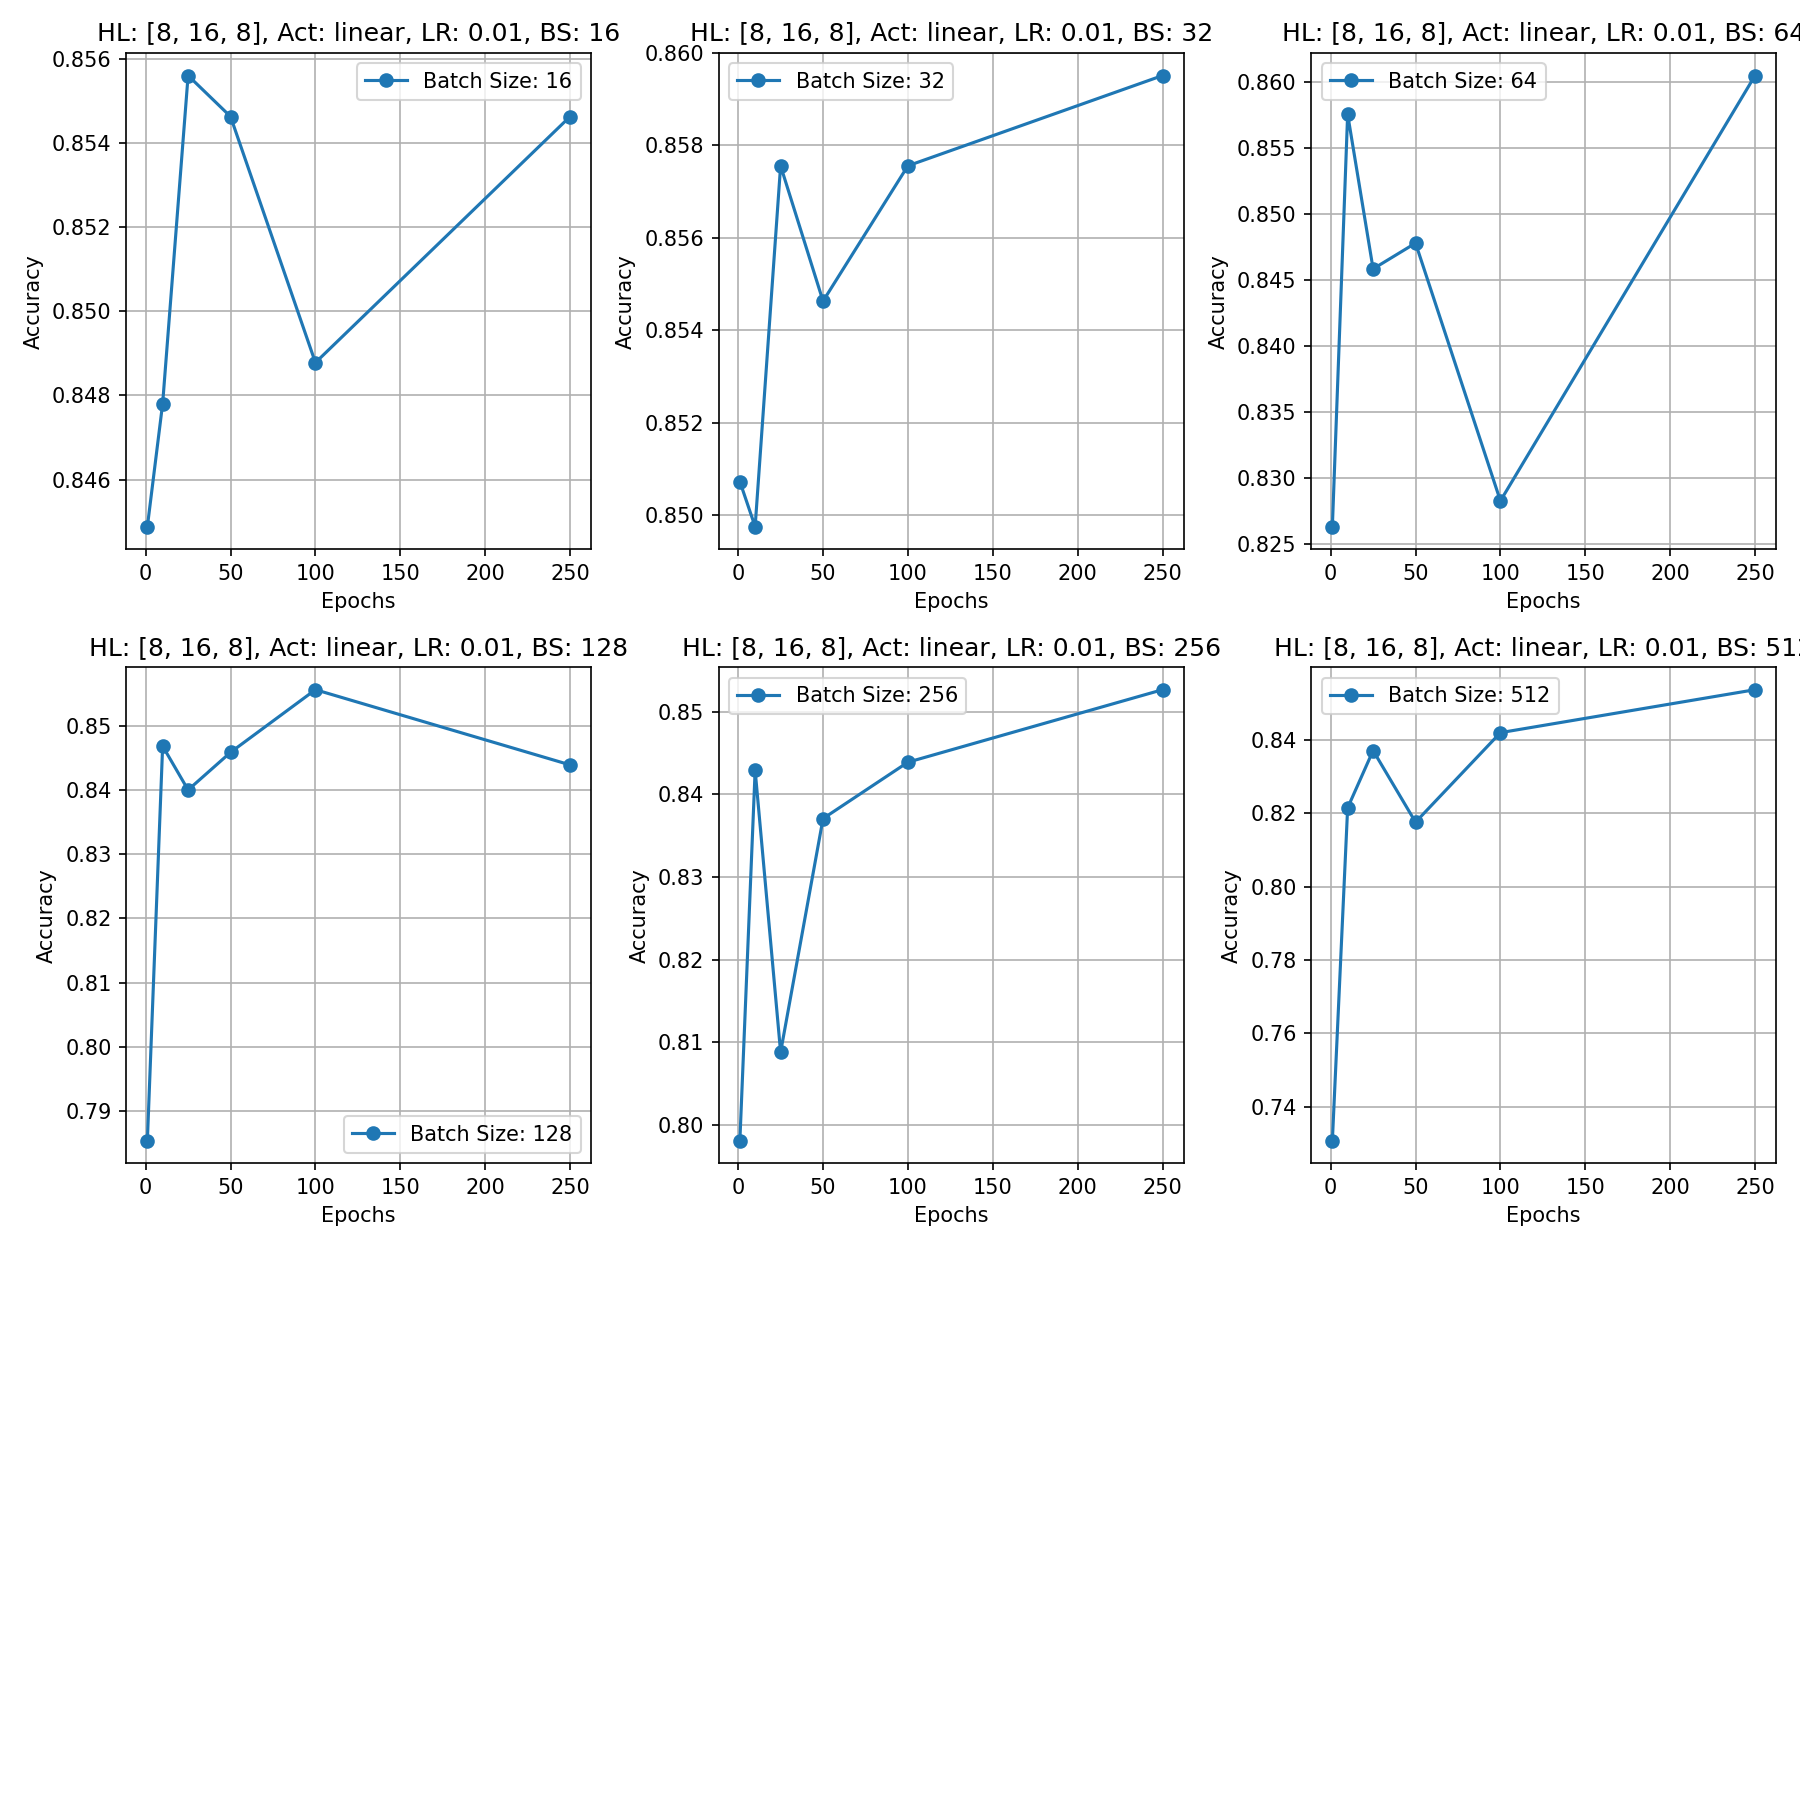 HL: [8, 16, 8], Act: linear, LR: 0.01, BS: 16
Batch Size: 16
0.856
0.854
0.852
0.850
0.848
0.846
Accuracy
0 50 100 150 200 250
Epochs
HL: [8, 16, 8], Act: linear, LR: 0.01, BS: 32
Batch Size: 32
0.860
0.858
0.856
0.854
0.852
0.850
Accuracy
0 50 100 150 200 250
Epochs
HL: [8, 16, 8], Act: linear, LR: 0.01, BS: 64
Batch Size: 64
0.860
0.855
0.850
0.845
0.840
0.835
0.830
0.825
Accuracy
0 50 100 150 200 250
Epochs
HL: [8, 16, 8], Act: linear, LR: 0.01, BS: 128
0.85
0.84
0.83
0.82
0.81
0.80
0.79
Accuracy
Batch Size: 128
0 50 100 150 200 250
Epochs
HL: [8, 16, 8], Act: linear, LR: 0.01, BS: 256
Batch Size: 256
0.85
0.84
0.83
0.82
0.81
0.80
Accuracy
0 50 100 150 200 250
Epochs
HL: [8, 16, 8], Act: linear, LR: 0.01, BS: 51
Batch Size: 512
0.84
0.82
0.80
0.78
0.76
0.74
Accuracy
0 50 100 150 200 250
Epochs